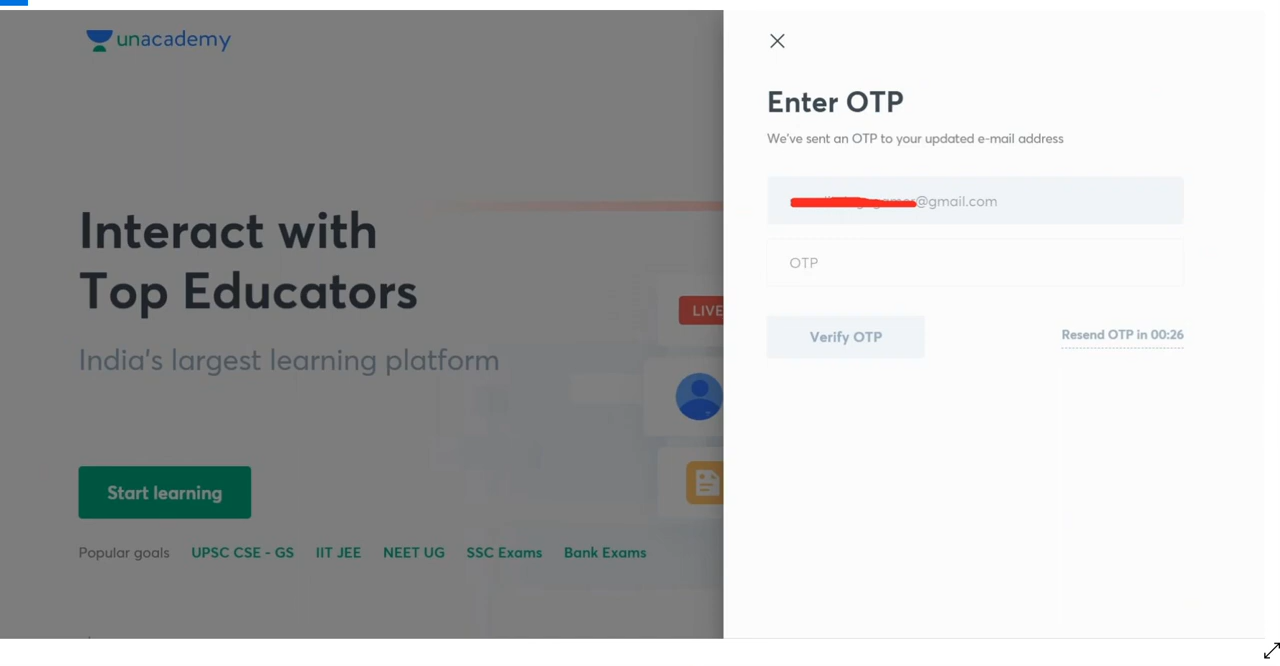 unacademy
Interact with
Top Educators
India's largest learning platform
LIVE
Start learning
Popular goals UPSC CSE - GS IIT JEE NEET UG SSC Exams Bank Exams
Enter OTP
We've sent an OTP to your updated e-mail address
@gmail.com
OTP
Verify OTP
Resend OTP in 00:26